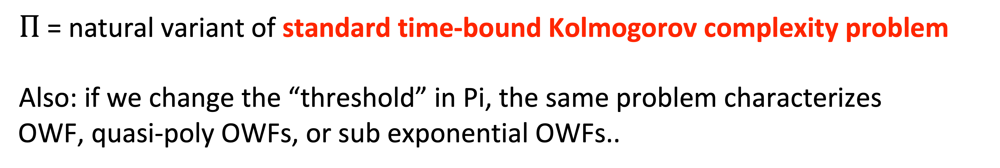 Π = natural variant of standard time-bound Kolmogorov complexity problem
Also: if we change the “threshold” in Pi, the same problem characterizes
OWF, quasi-poly OWFs, or sub exponential OWFs..